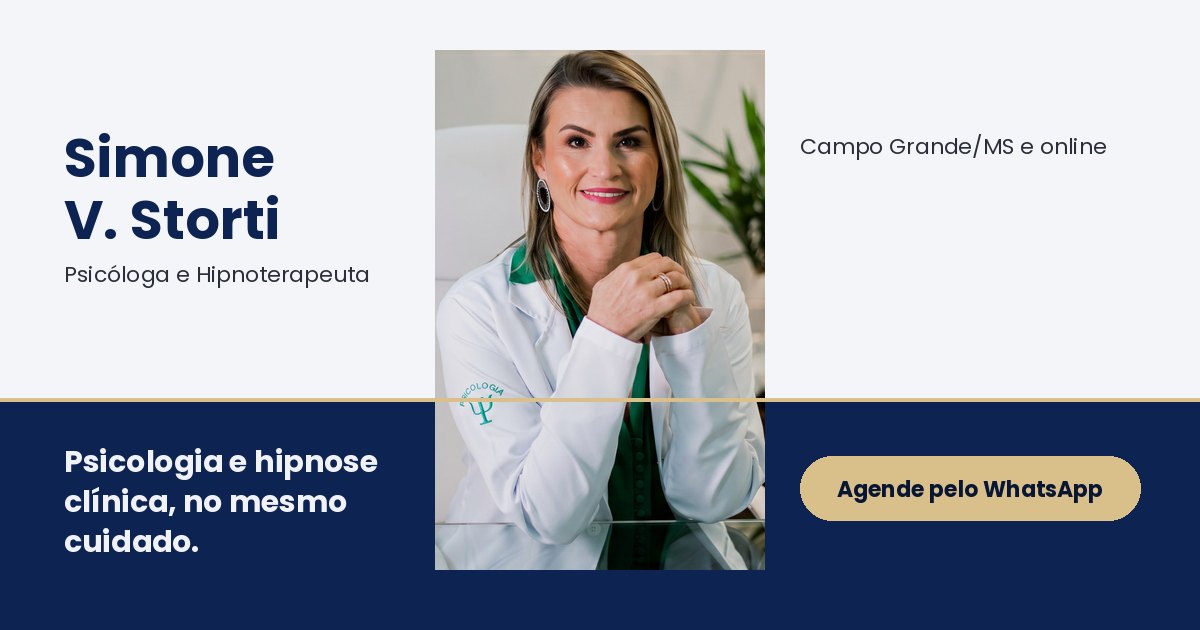 Simone
V. Storti
Psicóloga e Hipnoterapeuta
Campo Grande/MS e online
PSICOLOGIA
Psicologia e hipnose
clínica, no mesmo
cuidado.
Agende pelo WhatsApp